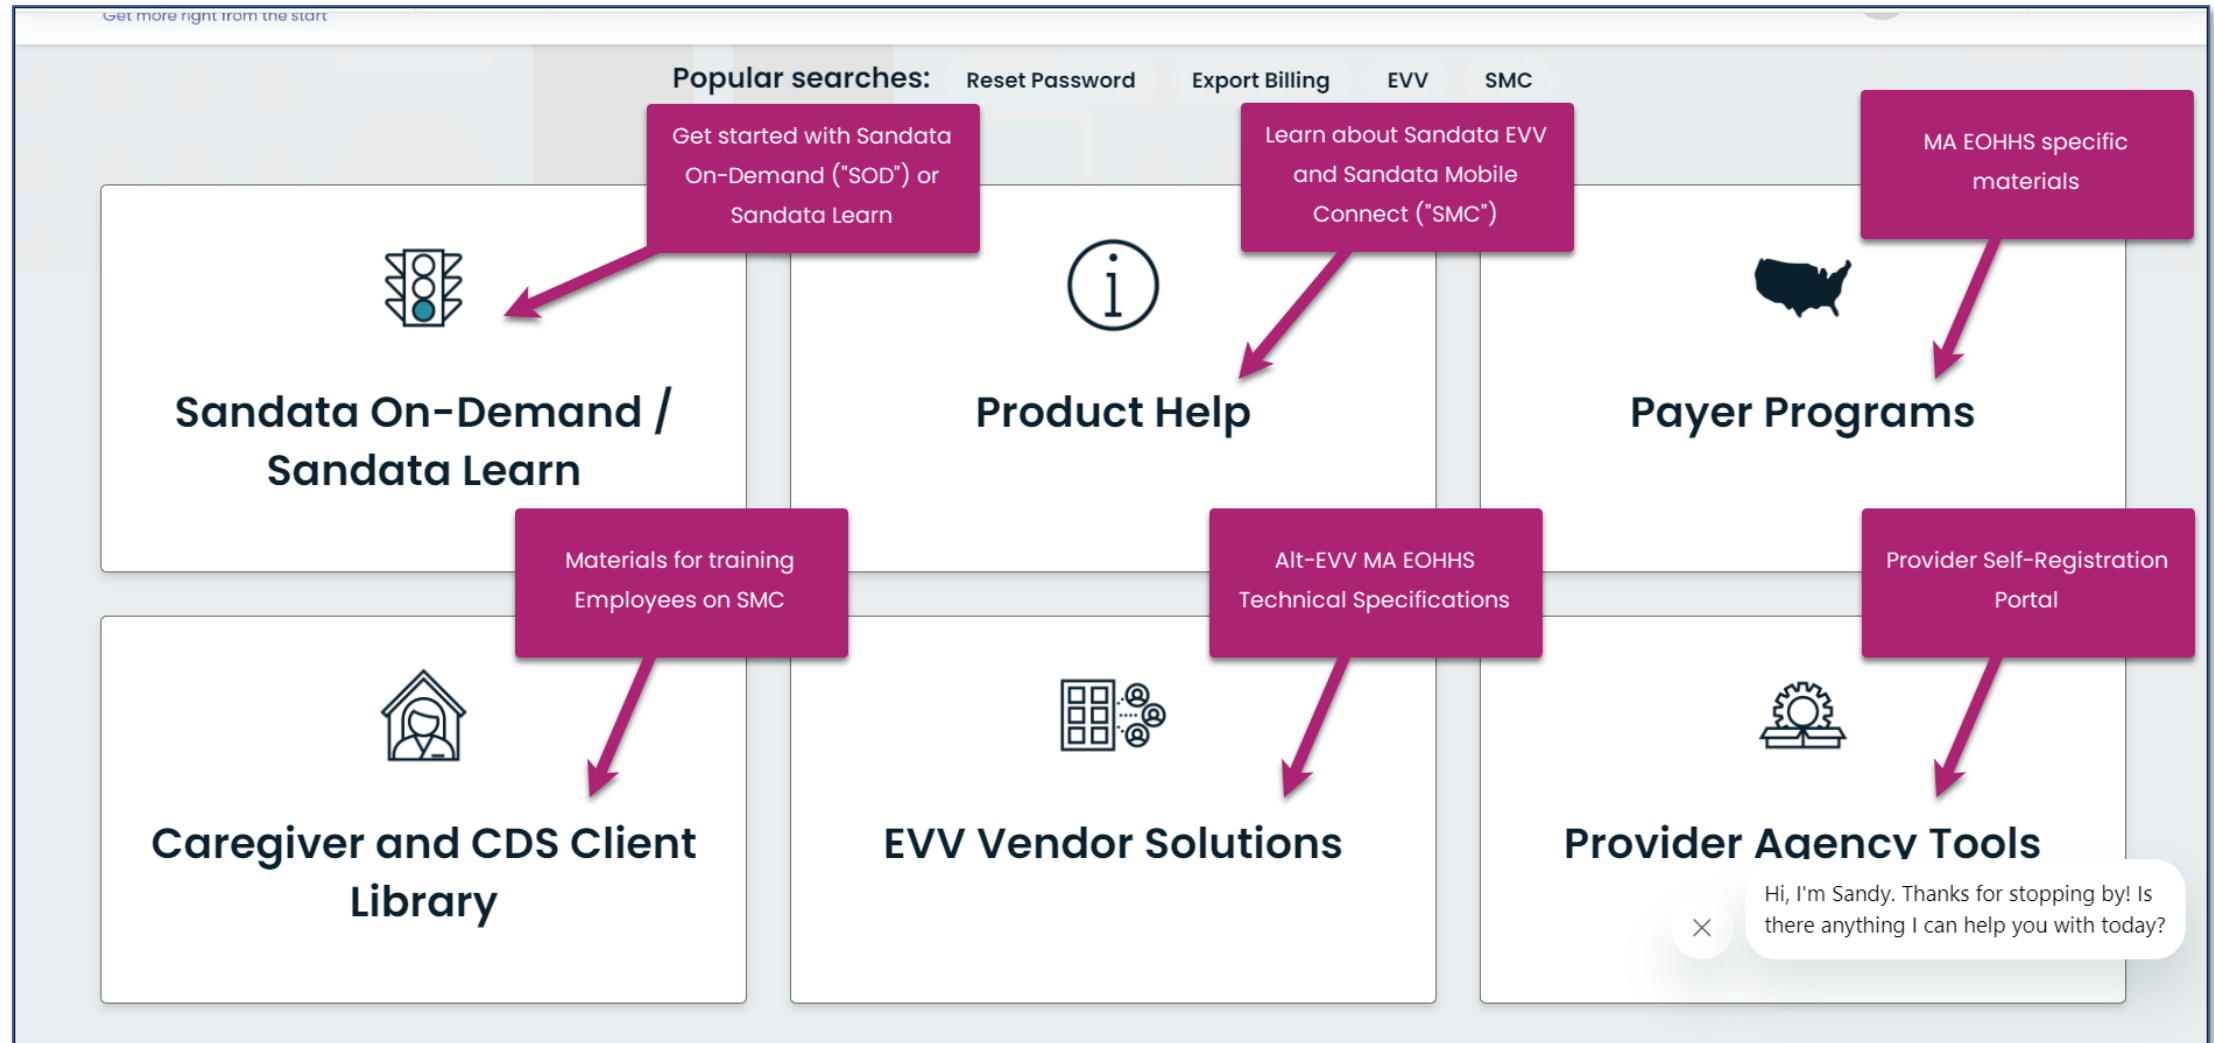 Get more right from the start
Popular searches: Reset Password Export Billing EVV SMC
Get started with Sandata
On-Demand ("SOD") or
Sandata Learn
Learn about Sandata EVV
and Sandata Mobile
Connect ("SMC")
MA EOHHS specific
materials
Sandata On-Demand /
Sandata Learn
Product Help
Payer Programs
Materials for training
Employees on SMC
Alt-EVV MA EOHHS
Technical Specifications
Provider Self-Registration
Portal
Caregiver and CDS Client
Library
EVV Vendor Solutions
Provider Agency Tools
Hi, I'm Sandy. Thanks for stopping by! Is
there anything I can help you with today?